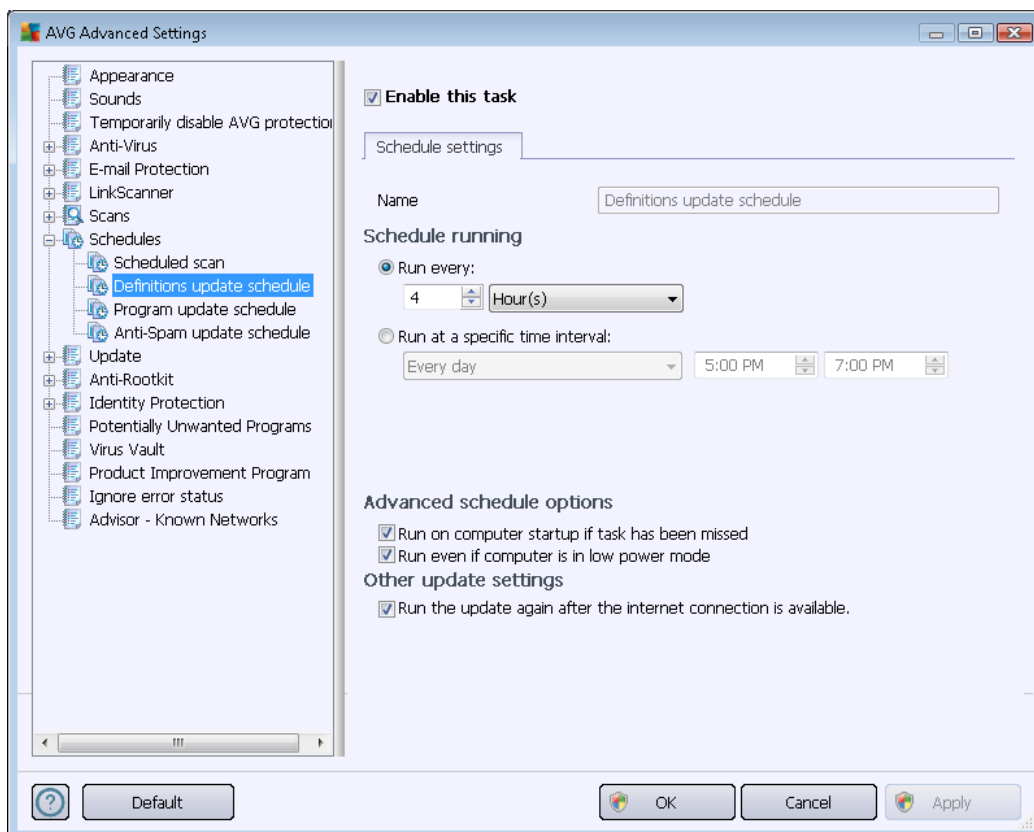 AVG Advanced Settings
Appearance
Sounds
Temporarily disable AVG protection
Anti-Virus
E-mail Protection
LinkScanner
Scans
Schedules
Scheduled scan
Definitions update schedule
Program update schedule
Anti-Spam update schedule
Update
Anti-Rootkit
Identity Protection
Potentially Unwanted Programs
Virus Vault
Product Improvement Program
Ignore error status
Advisor - Known Networks
Enable this task
Schedule settings
Name Definitions update schedule
Schedule running
Run every:
4 Hour(s)
Run at a specific time interval:
Every day 5:00 PM 7:00 PM
Advanced schedule options
Run on computer startup if task has been missed
Run even if computer is in low power mode
Other update settings
Run the update again after the internet connection is available.
? Default OK Cancel Apply